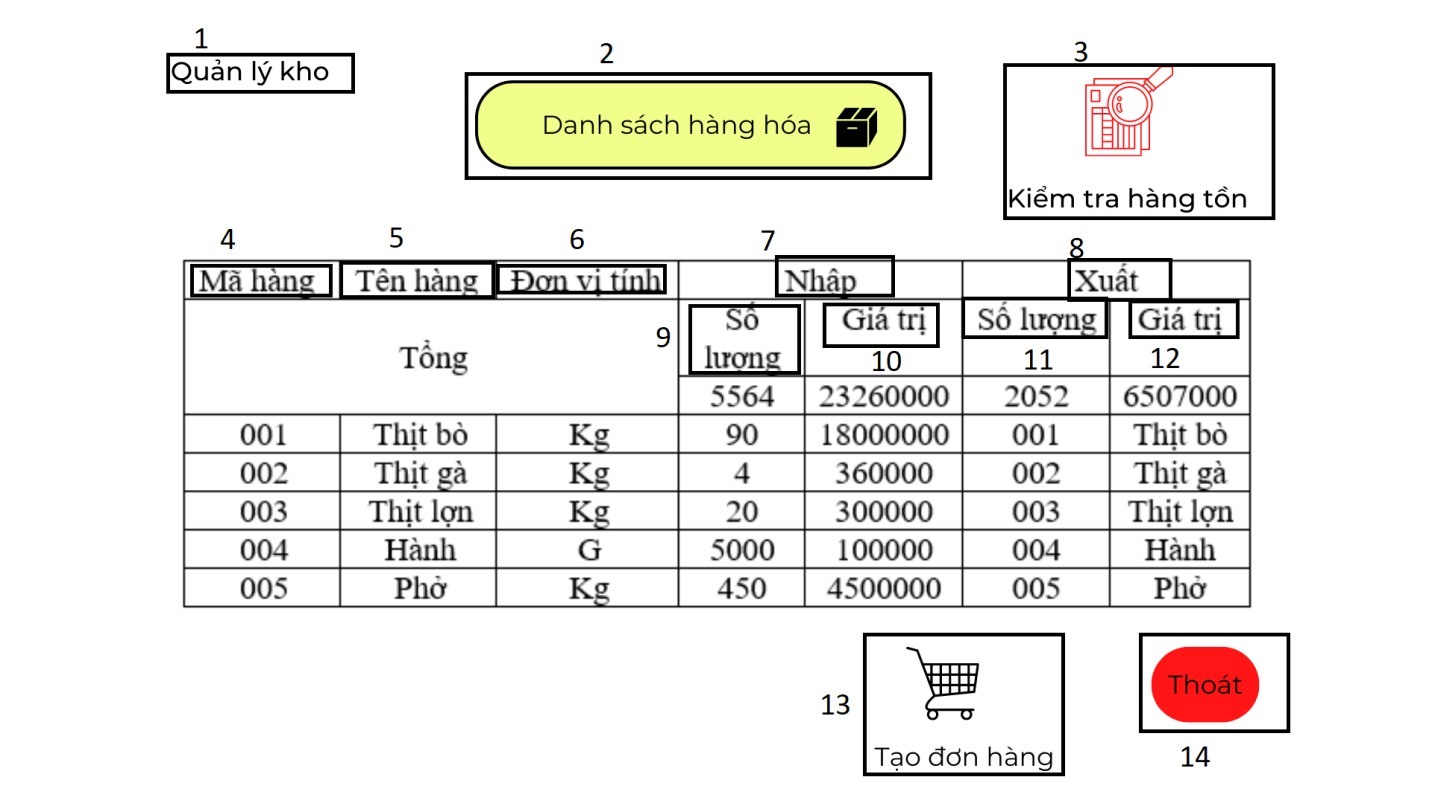 1
Quản lý kho
2
Danh sách hàng hóa
3
Kiểm tra hàng tồn
4 5 6 7 8
Mã hàng Tên hàng Đơn vị tính Nhập Xuất
Tổng
9
Số
lượng
Giá trị
10
Số lượng
11
Giá trị
12
5564 23260000 2052 6507000
001 Thịt bò Kg 90 18000000 001 Thịt bò
002 Thịt gà Kg 4 360000 002 Thịt gà
003 Thịt lợn Kg 20 300000 003 Thịt lợn
004 Hành G 5000 100000 004 Hành
005 Phở Kg 450 4500000 005 Phở
13
Tạo đơn hàng
Thoát
14